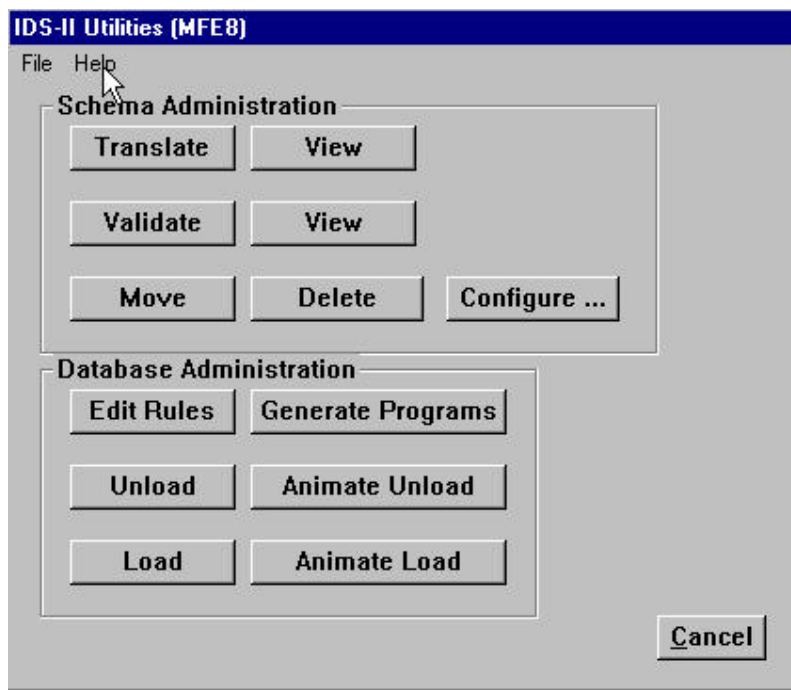 IDS-II Utilities (MFE8)
File Help
Schema Administration
Translate View
Validate View
Move Delete Configure ...
Database Administration
Edit Rules Generate Programs
Unload Animate Unload
Load Animate Load
Cancel